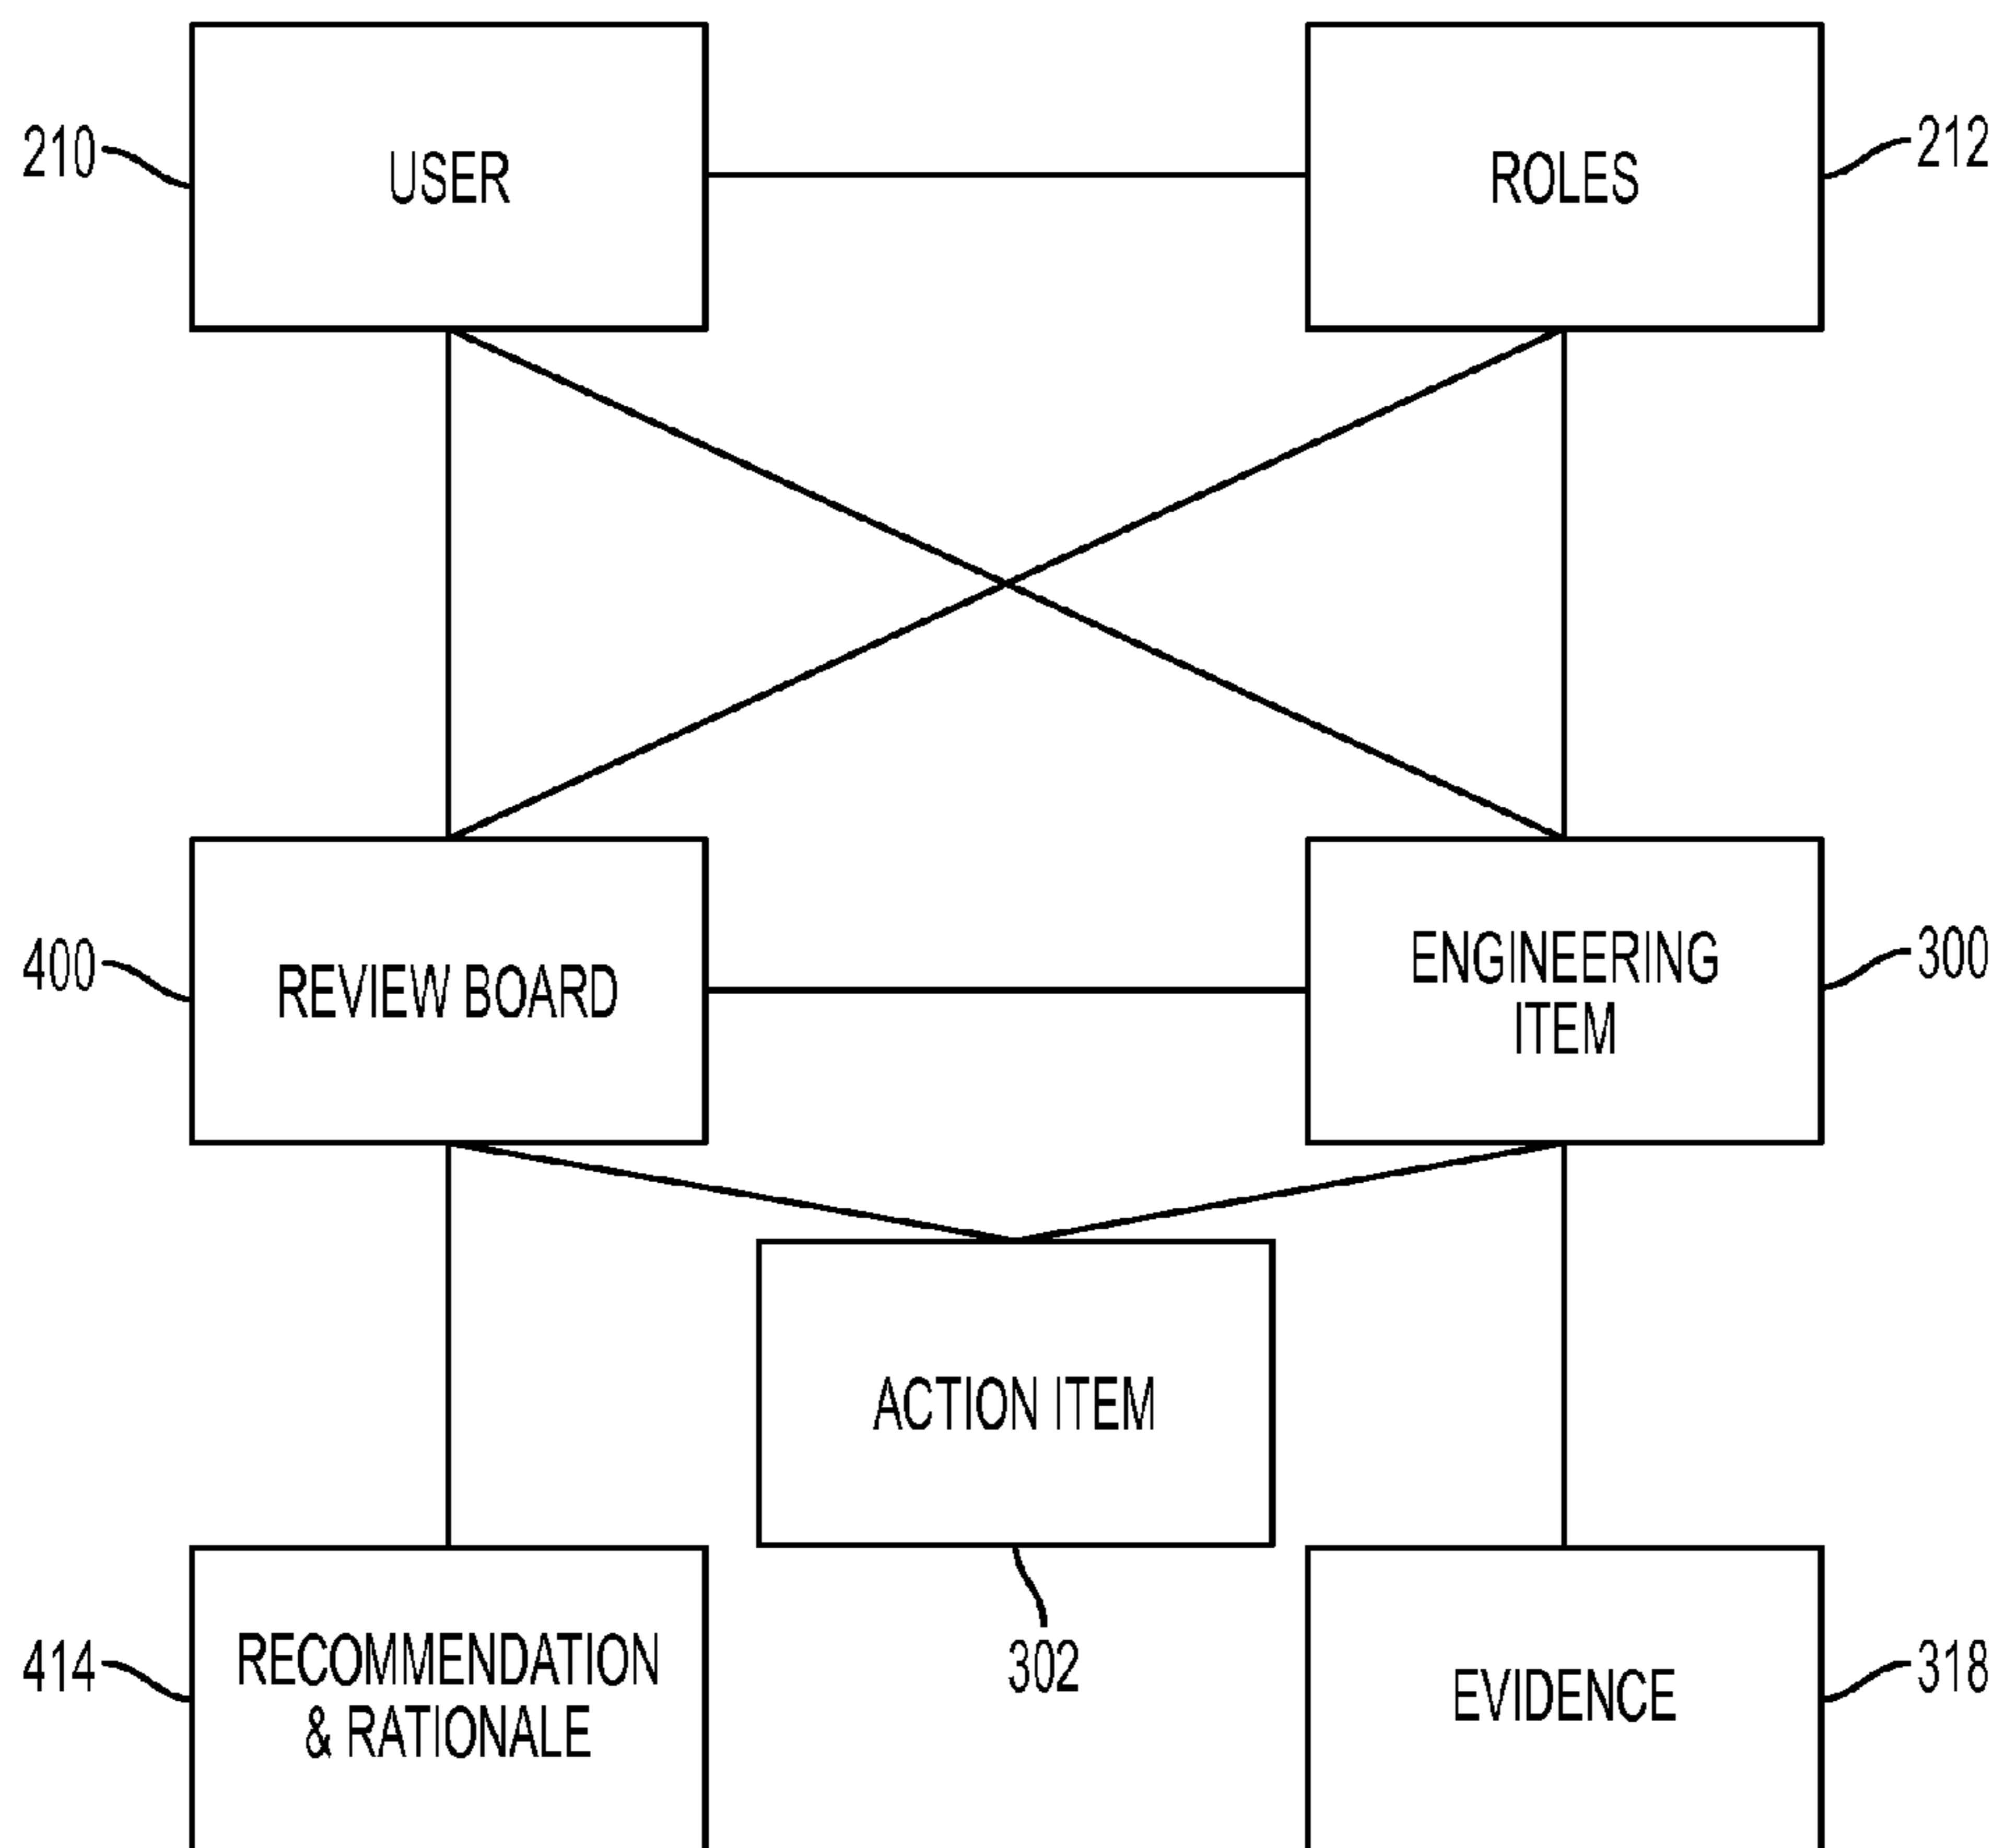 210
USER
ROLES
212
400
REVIEW BOARD
ENGINEERING
ITEM
300
ACTION ITEM
302
414
RECOMMENDATION
& RATIONALE
EVIDENCE
318